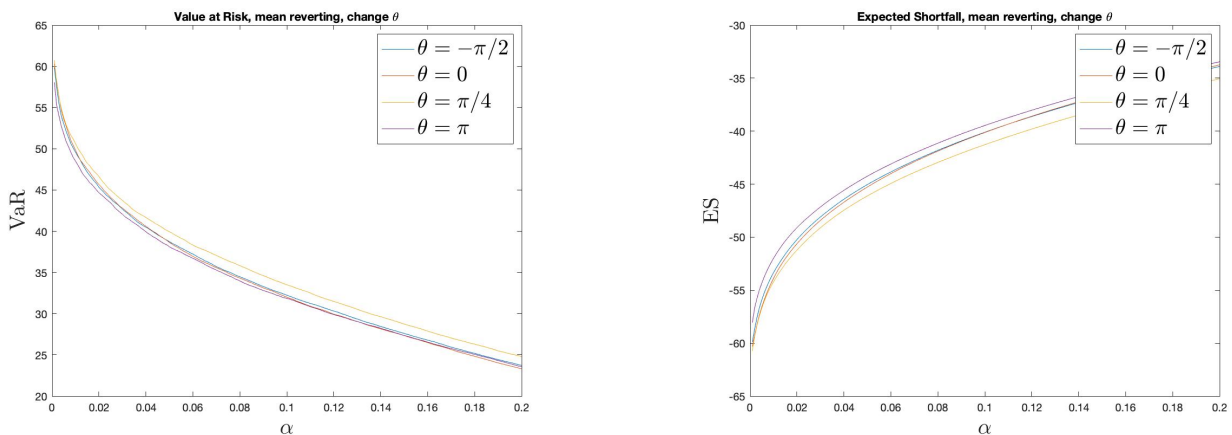 Value at Risk, mean reverting, change θ
65
60
55
50
45
40
35
30
25
20
VaR
0
0.02
0.04
0.06
0.08
0.1
0.12
0.14
0.16
0.18
0.2
α
θ = −π/2
θ = 0
θ = π/4
θ = π
Expected Shortfall, mean reverting, change θ
-30
-35
-40
-45
-50
-55
-60
-65
ES
0
0.02
0.04
0.06
0.08
0.1
0.12
0.14
0.16
0.18
0.2
α
θ = −π/2
θ = 0
θ = π/4
θ = π